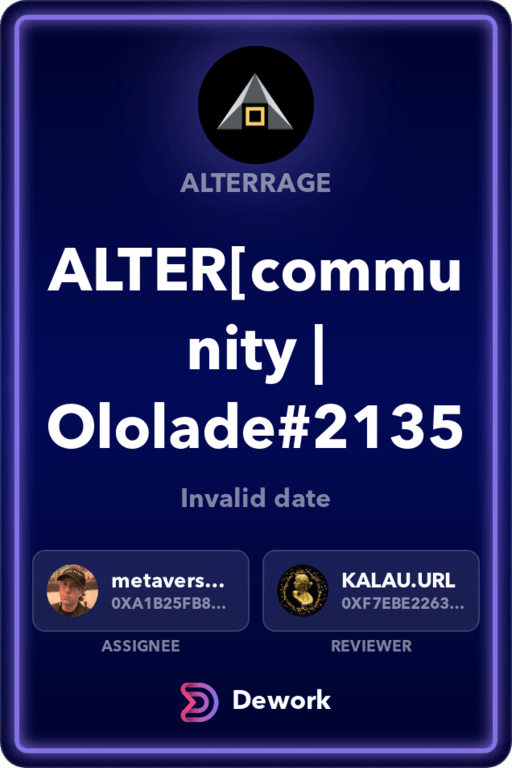 ALTERRAGE
ALTER[commu
nity |
Ololade#2135
Invalid date
metavers...
0XA1B25FB8...
ASSIGNEE
KALAU.URL
0XF7EBE2263...
REVIEWER
Dework